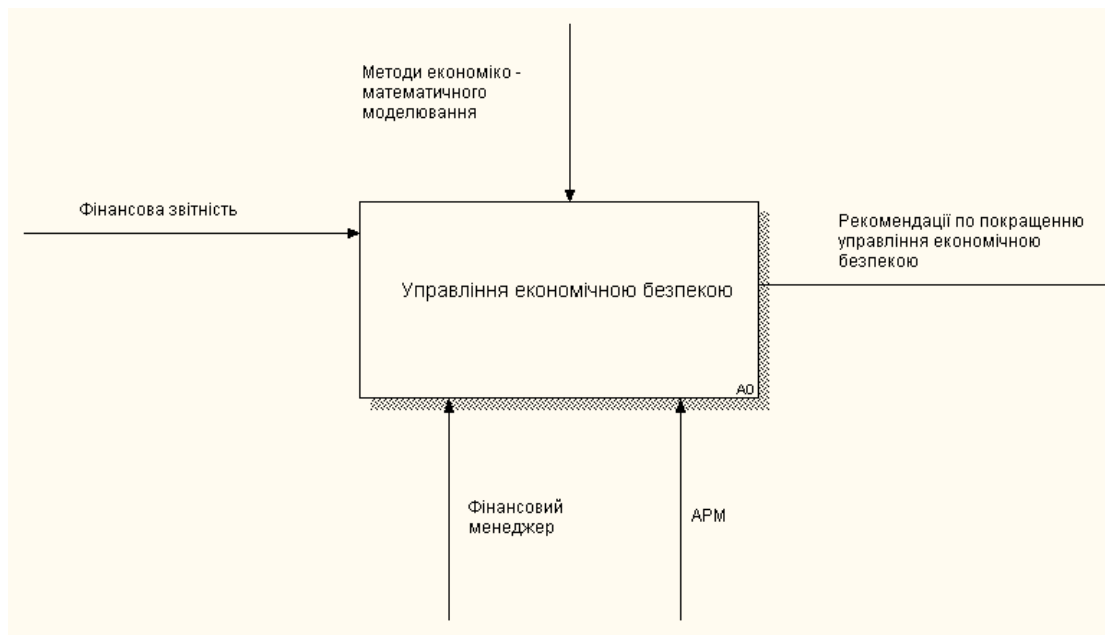 Методи економіко -
математичного
моделювання
Фінансова звітність
Рекомендації по покращенню
управління економічною
безпекою
Управління економічною безпекою
A0
Фінансовий
менеджер
АРМ